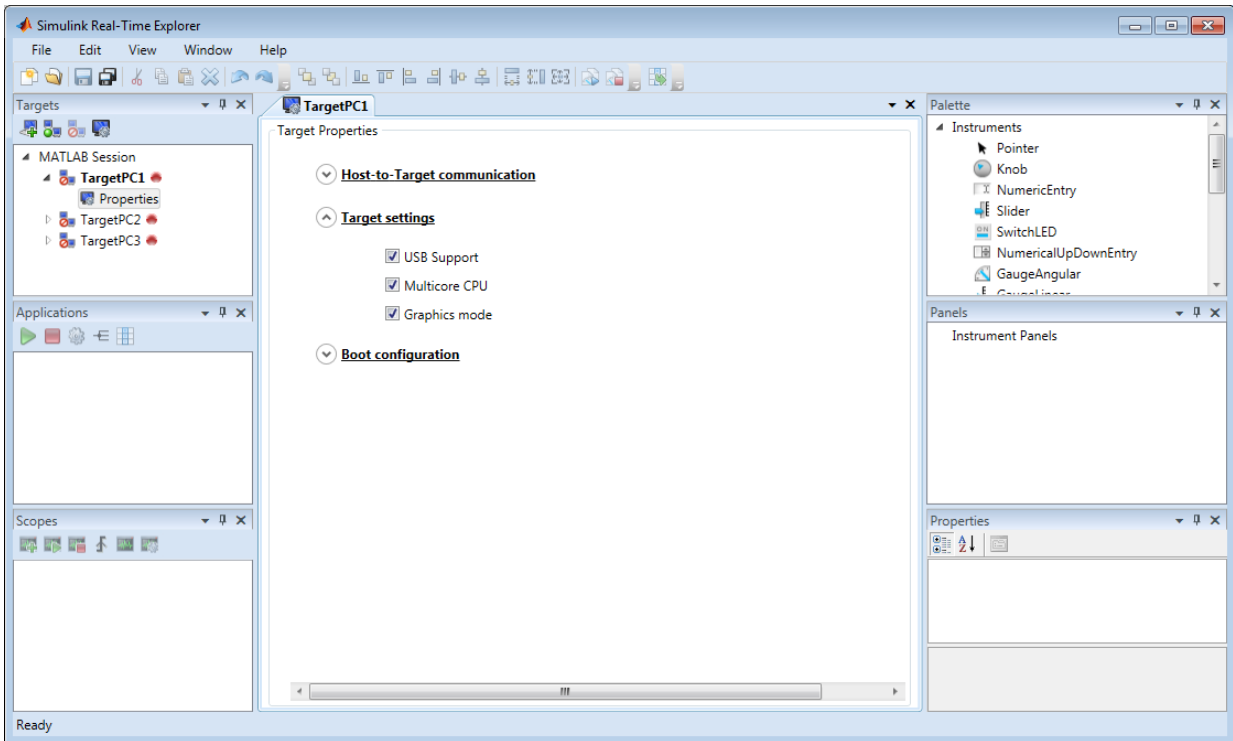 Simulink Real-Time Explorer
File Edit View Window Help
Targets
MATLAB Session
TargetPC1
Properties
TargetPC2
TargetPC3
Applications
Scopes
TargetPC1
Target Properties
Host-to-Target communication
Target settings
USB Support
Multicore CPU
Graphics mode
Boot configuration
Palette
Instruments
Pointer
Knob
NumericEntry
Slider
SwitchLED
NumericalUpDownEntry
GaugeAngular
GaugeLinear
Panels
Instrument Panels
Properties
Ready